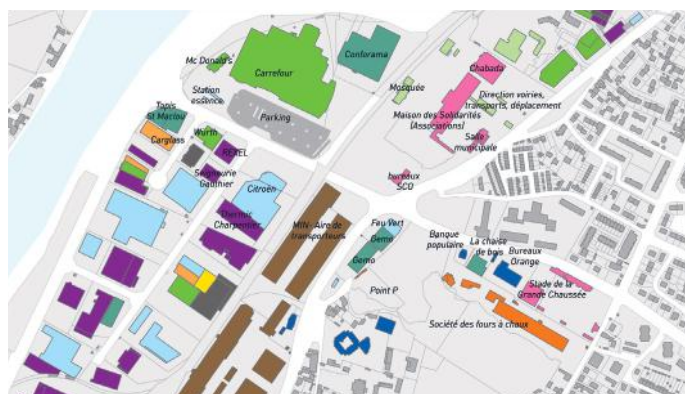 Mc Donald's
Carrefour
Conforama
Station
essence
Parking
Mosquée
Chabada
Direction voiries,
transports, déplacement
Maison des Solidarités
(Associations)
Salle
municipale
bureaux
SCO
Tapis
St Maclou
Carglass
Wurth
REXEL
Seigneurie
Gauthier
Citroën
Chevrier
Charpentier
MIN- Aire de
transporteurs
Feu Vert
Gemo
Gemo
Point P
Banque
populaire
La chaise
de bois
Bureaux
Orange
Stade de la
Grande Chaussée
Société des fours à chaux